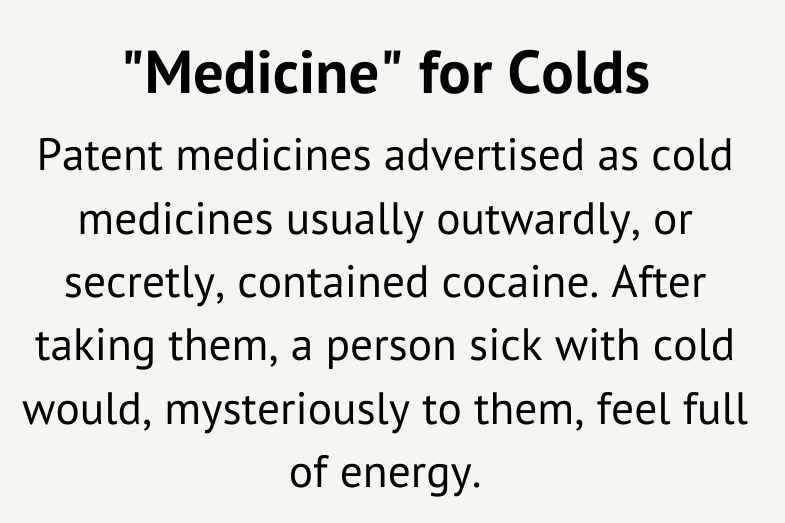 "Medicine" for Colds
Patent medicines advertised as cold
medicines usually outwardly, or
secretly, contained cocaine. After
taking them, a person sick with cold
would, mysteriously to them, feel full
of energy.